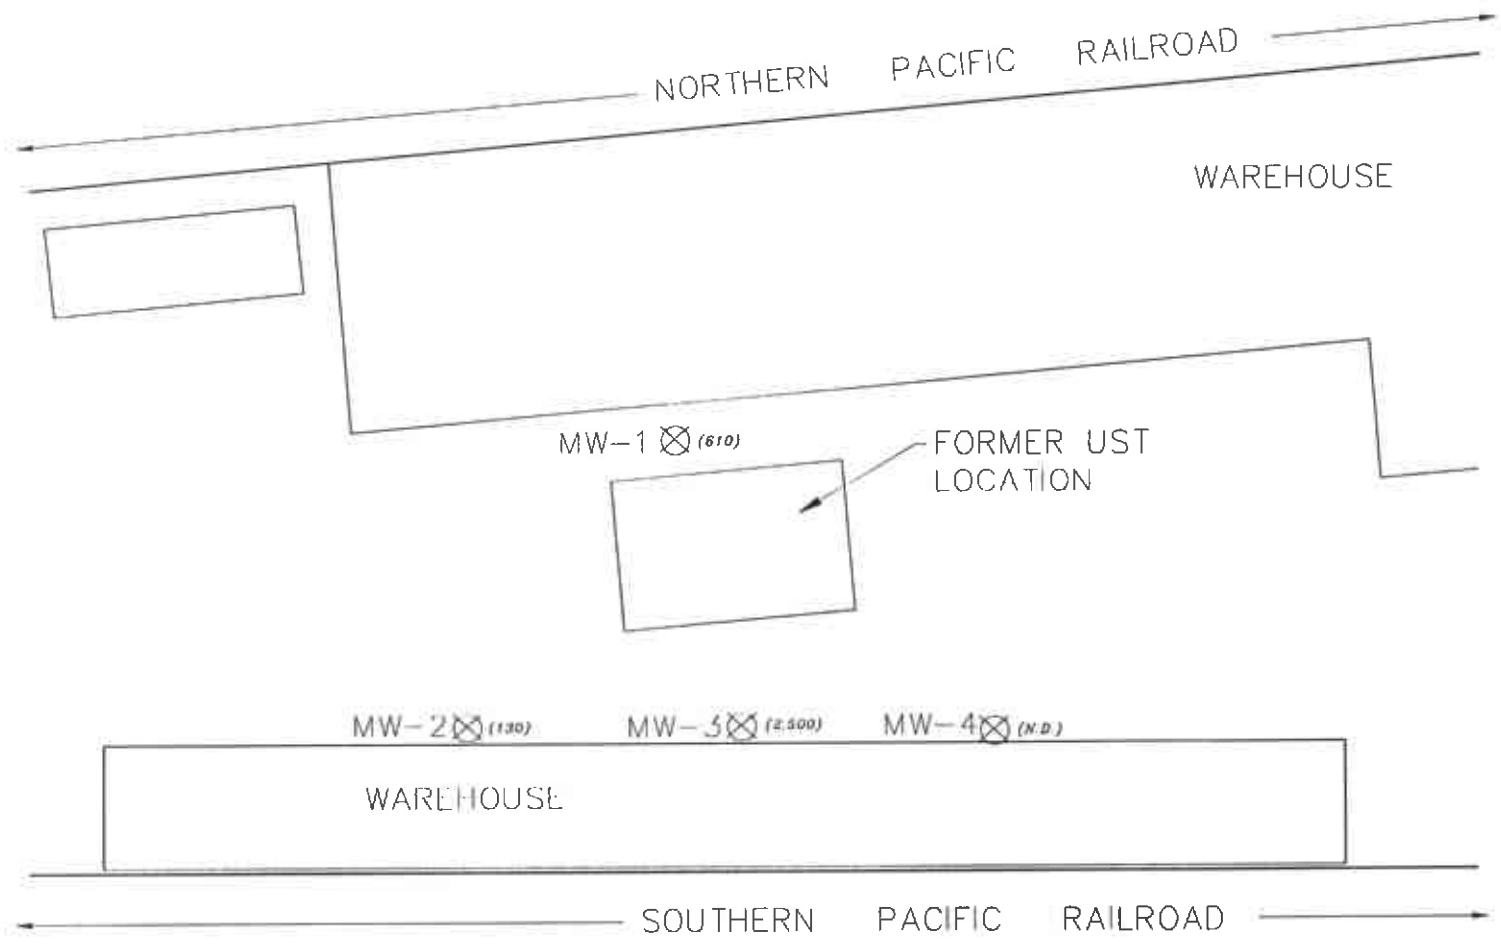 NORTHERN PACIFIC RAILROAD
WAREHOUSE
MW-1 (610)
FORMER UST
LOCATION
MW-2 (130) MW-3 (2,500) MW-4 (N.D.)
WAREHOUSE
SOUTHERN PACIFIC RAILROAD